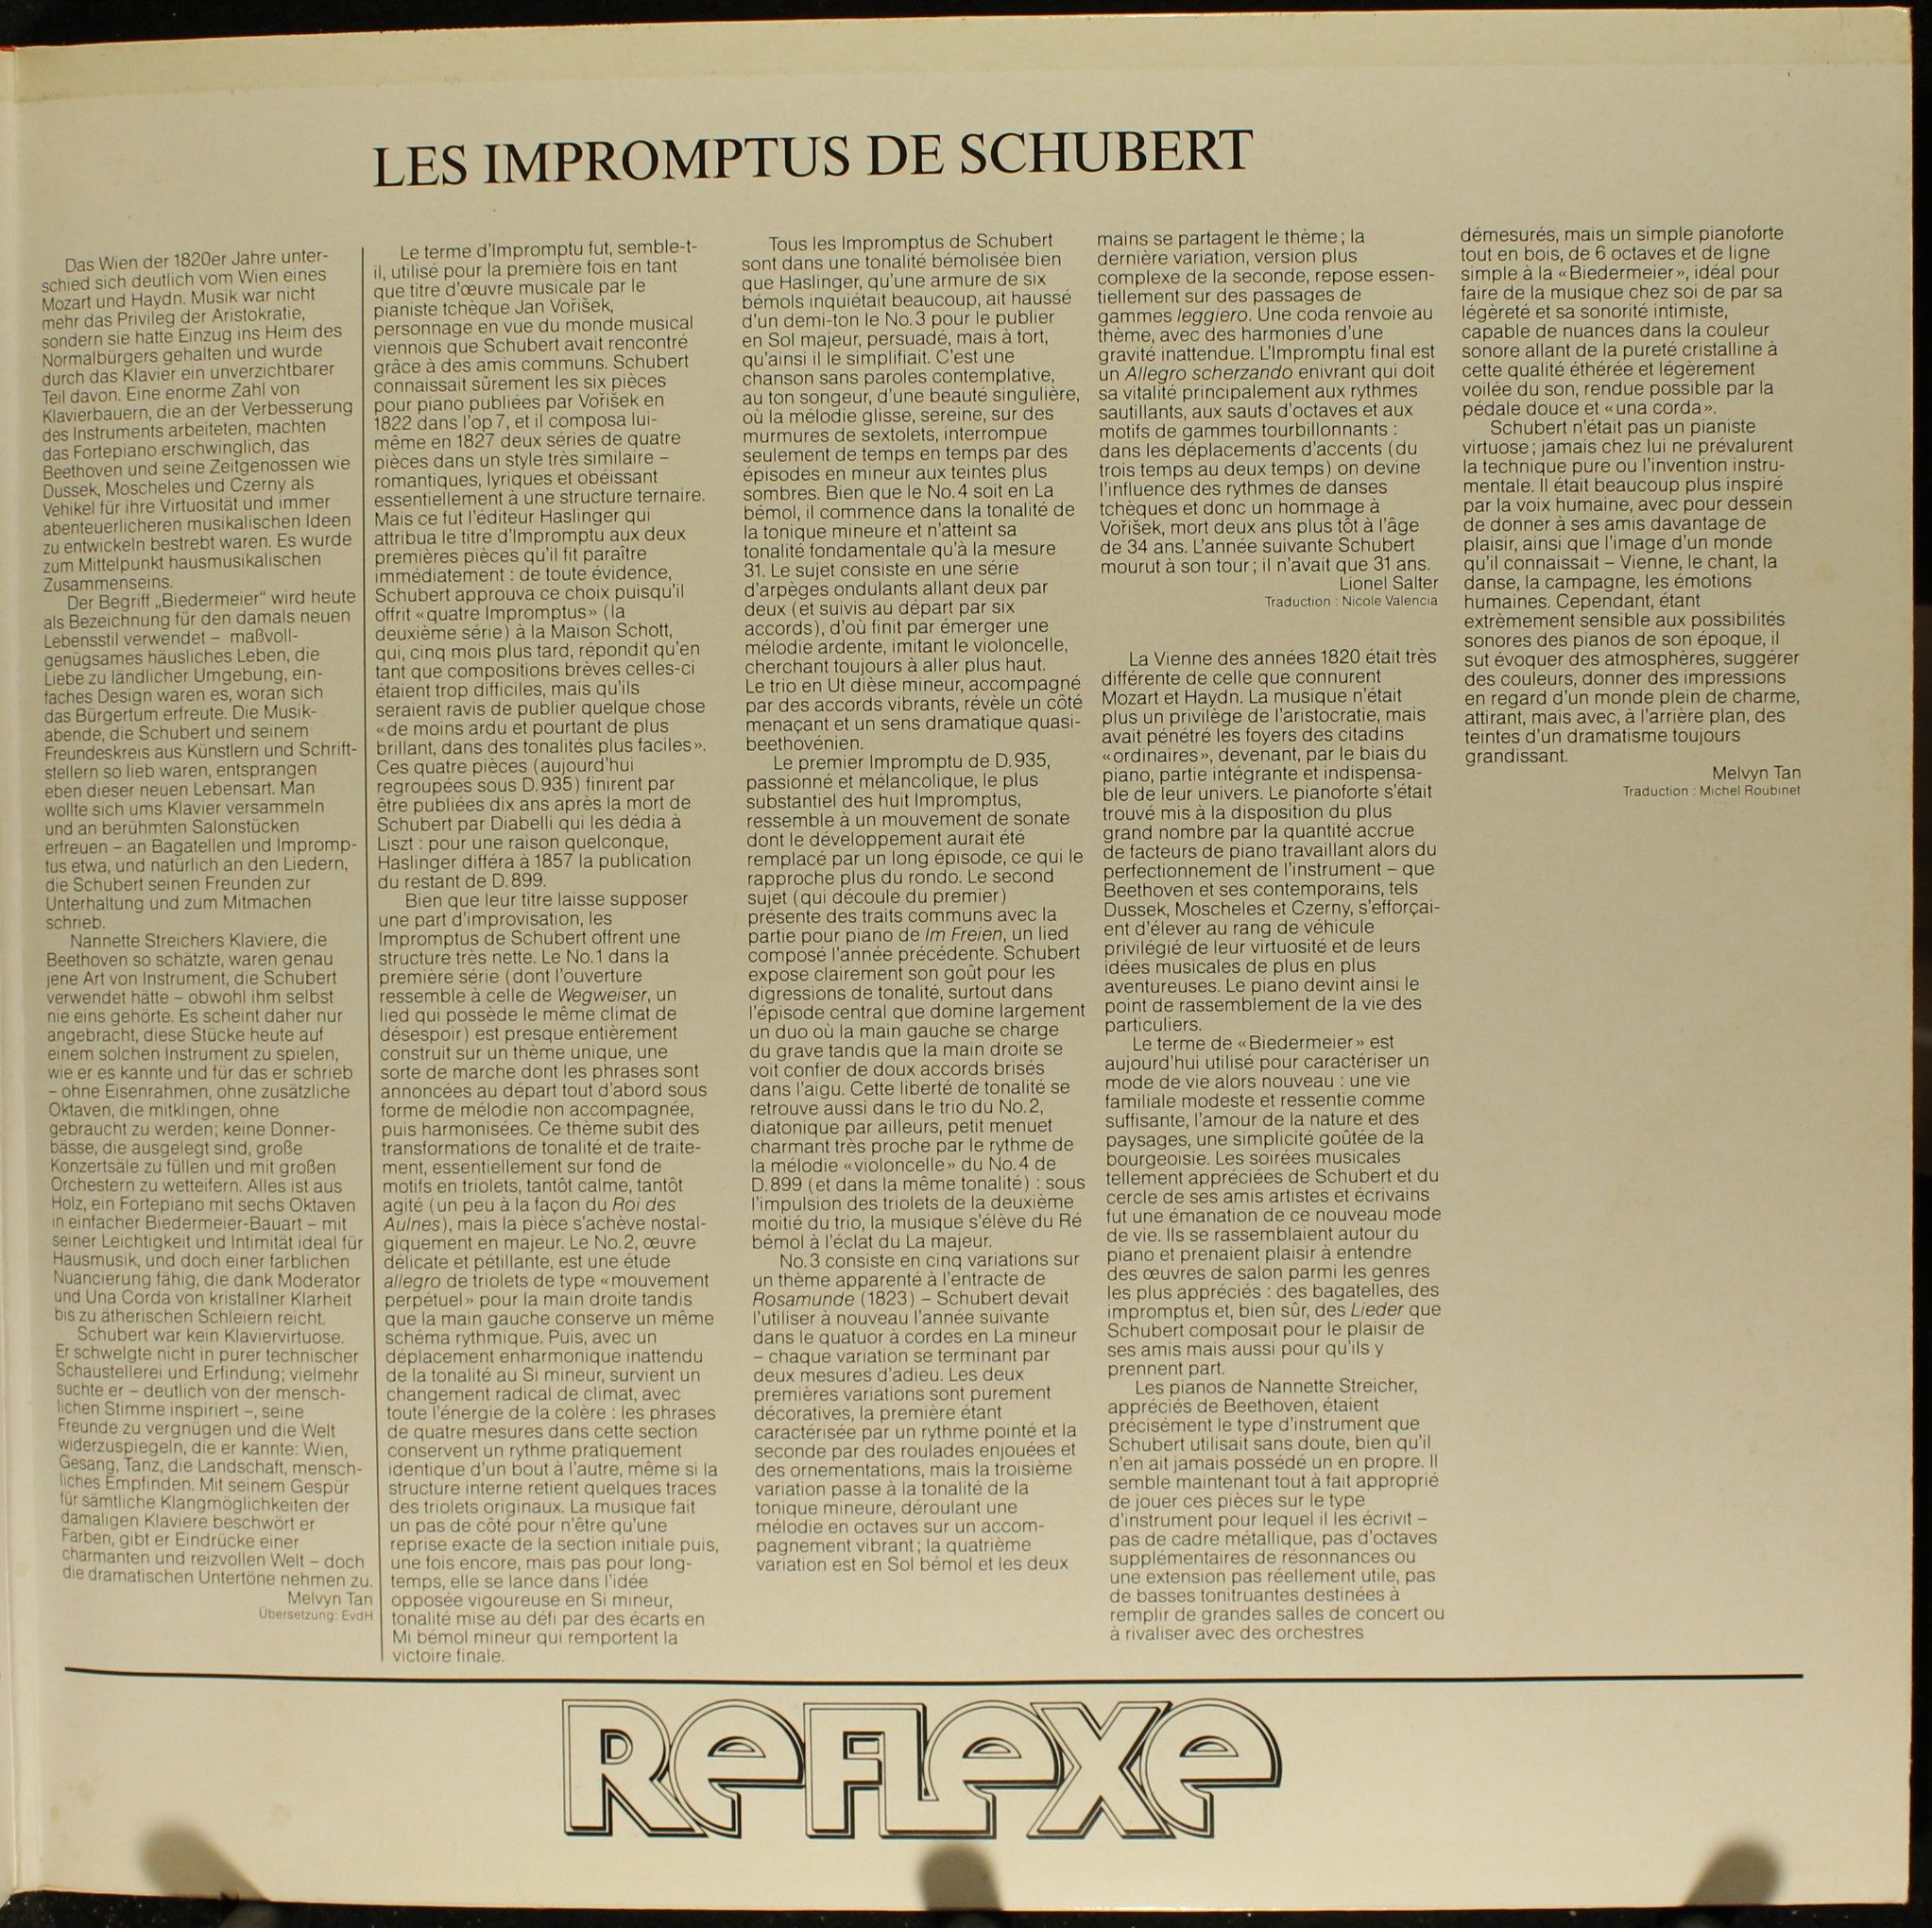 LES IMPROMPTUS DE SCHUBERT
Das Wien der 1820er Jahre unter-
schied sich deutlich vom Wien eines
Mozart und Haydn. Musik war nicht
mehr das Privileg der Aristokratie,
sondern sie hatte Einzug ins Heim des
Normalbürgers gehalten und wurde
durch das Klavier ein unverzichtbarer
Teil davon. Eine enorme Zahl von
Klavierbauern, die an der Verbesserung
des Instruments arbeiteten, machten
das Fortepiano erschwinglich, das
Beethoven und seine Zeitgenossen wie
Dussek, Moscheles und Czerny als
Vehikel für ihre Virtuosität und immer
abenteuerlicheren musikalischen Ideen
zu entwickeln bestrebt waren. Es wurde
zum Mittelpunkt hausmusikalischen
Zusammenseins.
Der Begriff „Biedermeier“ wird heute
als Bezeichnung für den damals neuen
Lebensstil verwendet – maßvoll-
genügsames häusliches Leben, die
Liebe zu ländlicher Umgebung, ein-
faches Design waren es, woran sich
das Bürgertum erfreute. Die Musik-
abende, die Schubert und seinem
Freundeskreis aus Künstlern und Schrift-
stellern so lieb waren, entsprangen
eben dieser neuen Lebensart. Man
wollte sich ums Klavier versammeln
und an berühmten Salonstücken
erfreuen – an Bagatellen und Impromp-
tus etwa, und natürlich an den Liedern,
die Schubert seinen Freunden zur
Unterhaltung und zum Mitmachen
schrieb.
Nannette Streichers Klaviere, die
Beethoven so schätzte, waren genau
jene Art von Instrument, die Schubert
verwendet hätte – obwohl ihm selbst
nie eins gehörte. Es scheint daher nur
angebracht, diese Stücke heute auf
einem solchen Instrument zu spielen,
wie er es kannte und für das er schrieb
– ohne Eisenrahmen, ohne zusätzliche
Oktaven, die mitklingen, ohne
gebraucht zu werden; keine Donner-
bässe, die ausgelegt sind, große
Konzertsäle zu füllen und mit großen
Orchestern zu wetteifern. Alles ist aus
Holz, ein Fortepiano mit sechs Oktaven
in einfacher Biedermeier-Bauart – mit
seiner Leichtigkeit und Intimität ideal für
Hausmusik, und doch einer farblichen
Nuancierung fähig, die dank Moderator
und Una Corda von kristallner Klarheit
bis zu ätherischen Schleiern reicht.
Schubert war kein Klaviervirtuose.
Er schwelgte nicht in purer technischer
Schaustellerei und Erfindung; vielmehr
suchte er – deutlich von der mensch-
lichen Stimme inspiriert –, seine
Freunde zu vergnügen und die Welt
widerzuspiegeln, die er kannte: Wien,
Gesang, Tanz, die Landschaft, mensch-
liches Empfinden. Mit seinem Gespür
für sämtliche Klangmöglichkeiten der
damaligen Klaviere beschwört er
Farben, gibt er Eindrücke einer
charmanten und reizvollen Welt – doch
die dramatischen Untertöne nehmen zu.
Melvyn Tan
Übersetzung: EvdH
Le terme d'Impromptu fut, semble-t-
il, utilisé pour la première fois en tant
que titre d'œuvre musicale par le
pianiste tchèque Jan Voříšek,
personnage en vue du monde musical
viennois que Schubert avait rencontré
grâce à des amis communs. Schubert
connaissait sûrement les six pièces
pour piano publiées par Voříšek en
1822 dans l'op 7, et il composa lui-
même en 1827 deux séries de quatre
pièces dans un style très similaire –
romantiques, lyriques et obéissant
essentiellement à une structure ternaire.
Mais ce fut l'éditeur Haslinger qui
attribua le titre d'Impromptu aux deux
premières pièces qu'il fit paraître
immédiatement : de toute évidence,
Schubert approuva ce choix puisqu'il
offrit «quatre Impromptus» (la
deuxième série) à la Maison Schott,
qui, cinq mois plus tard, répondit qu'en
tant que compositions brèves celles-ci
étaient trop difficiles, mais qu'ils
seraient ravis de publier quelque chose
«de moins ardu et pourtant de plus
brillant, dans des tonalités plus faciles».
Ces quatre pièces (aujourd'hui
regroupées sous D.935) finirent par
être publiées dix ans après la mort de
Schubert par Diabelli qui les dédia à
Liszt : pour une raison quelconque,
Haslinger différa à 1857 la publication
du restant de D.899.
Bien que leur titre laisse supposer
une part d'improvisation, les
Impromptus de Schubert offrent une
structure très nette. Le No.1 dans la
première série (dont l'ouverture
ressemble à celle de Wegweiser, un
lied qui possède le même climat de
désespoir) est presque entièrement
construit sur un thème unique, une
sorte de marche dont les phrases sont
annoncées au départ tout d'abord sous
forme de mélodie non accompagnée,
puis harmonisées. Ce thème subit des
transformations de tonalité et de traite-
ment, essentiellement sur fond de
motifs en triolets, tantôt calme, tantôt
agité (un peu à la façon du Roi des
Aulnes), mais la pièce s'achève nostal-
giquement en majeur. Le No.2, œuvre
délicate et pétillante, est une étude
allegro de triolets de type «mouvement
perpétuel» pour la main droite tandis
que la main gauche conserve un même
schéma rythmique. Puis, avec un
déplacement enharmonique inattendu
de la tonalité au Si mineur, survient un
changement radical de climat, avec
toute l'énergie de la colère : les phrases
de quatre mesures dans cette section
conservent un rythme pratiquement
identique d'un bout à l'autre, même si la
structure interne retient quelques traces
des triolets originaux. La musique fait
un pas de côté pour n'être qu'une
reprise exacte de la section initiale puis,
une fois encore, mais pas pour long-
temps, elle se lance dans l'idée
opposée vigoureuse en Si mineur,
tonalité mise au défi par des écarts en
Mi bémol mineur qui remportent la
victoire finale.
Tous les Impromptus de Schubert
sont dans une tonalité bémolisée bien
que Haslinger, qu'une armure de six
bémols inquiétait beaucoup, ait haussé
d'un demi-ton le No.3 pour le publier
en Sol majeur, persuadé, mais à tort,
qu'ainsi il le simplifiait. C'est une
chanson sans paroles contemplative,
au ton songeur, d'une beauté singulière,
où la mélodie glisse, sereine, sur des
murmures de sextolets, interrompue
seulement de temps en temps par des
épisodes en mineur aux teintes plus
sombres. Bien que le No.4 soit en La
bémol, il commence dans la tonalité de
la tonique mineure et n'atteint sa
tonalité fondamentale qu'à la mesure
31. Le sujet consiste en une série
d'arpèges ondulants allant deux par
deux (et suivis au départ par six
accords), d'où finit par émerger une
mélodie ardente, imitant le violoncelle,
cherchant toujours à aller plus haut.
Le trio en Ut dièse mineur, accompagné
par des accords vibrants, révèle un côté
menaçant et un sens dramatique quasi-
beethovénien.
Le premier Impromptu de D.935,
passionné et mélancolique, le plus
substantiel des huit Impromptus,
ressemble à un mouvement de sonate
dont le développement aurait été
remplacé par un long épisode, ce qui le
rapproche plus du rondo. Le second
sujet (qui découle du premier)
présente des traits communs avec la
partie pour piano de Im Freien, un lied
composé l'année précédente. Schubert
expose clairement son goût pour les
digressions de tonalité, surtout dans
l'épisode central que domine largement
un duo où la main gauche se charge
du grave tandis que la main droite se
voit confier de doux accords brisés
dans l'aigu. Cette liberté de tonalité se
retrouve aussi dans le trio du No.2,
diatonique par ailleurs, petit menuet
charmant très proche par le rythme de
la mélodie «violoncelle» du No.4 de
D.899 (et dans la même tonalité) : sous
l'impulsion des triolets de la deuxième
moitié du trio, la musique s'élève du Ré
bémol à l'éclat du La majeur.
No.3 consiste en cinq variations sur
un thème apparenté à l'entracte de
Rosamunde (1823) – Schubert devait
l'utiliser à nouveau l'année suivante
dans le quatuor à cordes en La mineur
– chaque variation se terminant par
deux mesures d'adieu. Les deux
premières variations sont purement
décoratives, la première étant
caractérisée par un rythme pointé et la
seconde par des roulades enjouées et
des ornementations, mais la troisième
variation passe à la tonalité de la
tonique mineure, déroulant une
mélodie en octaves sur un accom-
pagnement vibrant; la quatrième
variation est en Sol bémol et les deux
mains se partagent le thème; la
dernière variation, version plus
complexe de la seconde, repose essen-
tiellement sur des passages de
gammes leggiero. Une coda renvoie au
thème, avec des harmonies d'une
gravité inattendue. L'Impromptu final est
un Allegro scherzando enivrant qui doit
sa vitalité principalement aux rythmes
sautillants, aux sauts d'octaves et aux
motifs de gammes tourbillonnants :
dans les déplacements d'accents (du
trois temps au deux temps) on devine
l'influence des rythmes de danses
tchèques et donc un hommage à
Voříšek, mort deux ans plus tôt à l'âge
de 34 ans. L'année suivante Schubert
mourut à son tour; il n'avait que 31 ans.
Lionel Salter
Traduction : Nicole Valencia
La Vienne des années 1820 était très
différente de celle que connurent
Mozart et Haydn. La musique n'était
plus un privilège de l'aristocratie, mais
avait pénétré les foyers des citadins
«ordinaires», devenant, par le biais du
piano, partie intégrante et indispensa-
ble de leur univers. Le pianoforte s'était
trouvé mis à la disposition du plus
grand nombre par la quantité accrue
de facteurs de piano travaillant alors du
perfectionnement de l'instrument – que
Beethoven et ses contemporains, tels
Dussek, Moscheles et Czerny, s'efforçai-
ent d'élever au rang de véhicule
privilégié de leur virtuosité et de leurs
idées musicales de plus en plus
aventureuses. Le piano devint ainsi le
point de rassemblement de la vie des
particuliers.
Le terme de «Biedermeier» est
aujourd'hui utilisé pour caractériser un
mode de vie alors nouveau : une vie
familiale modeste et ressentie comme
suffisante, l'amour de la nature et des
paysages, une simplicité goûtée de la
bourgeoisie. Les soirées musicales
tellement appréciées de Schubert et du
cercle de ses amis artistes et écrivains
fut une émanation de ce nouveau mode
de vie. Ils se rassemblaient autour du
piano et prenaient plaisir à entendre
des œuvres de salon parmi les genres
les plus appréciés : des bagatelles, des
impromptus et, bien sûr, des Lieder que
Schubert composait pour le plaisir de
ses amis mais aussi pour qu'ils y
prennent part.
Les pianos de Nannette Streicher,
appréciés de Beethoven, étaient
précisément le type d'instrument que
Schubert utilisait sans doute, bien qu'il
n'en ait jamais possédé un en propre. Il
semble maintenant tout à fait approprié
de jouer ces pièces sur le type
d'instrument pour lequel il les écrivit –
pas de cadre métallique, pas d'octaves
supplémentaires de résonnances ou
une extension pas réellement utile, pas
de basses tonitruantes destinées à
remplir de grandes salles de concert ou
à rivaliser avec des orchestres
démesurés, mais un simple pianoforte
tout en bois, de 6 octaves et de ligne
simple à la «Biedermeier», idéal pour
faire de la musique chez soi de par sa
légèreté et sa sonorité intimiste,
capable de nuances dans la couleur
sonore allant de la pureté cristalline à
cette qualité éthérée et légèrement
voilée du son, rendue possible par la
pédale douce et «una corda».
Schubert n'était pas un pianiste
virtuose; jamais chez lui ne prévalurent
la technique pure ou l'invention instru-
mentale. Il était beaucoup plus inspiré
par la voix humaine, avec pour dessein
de donner à ses amis davantage de
plaisir, ainsi que l'image d'un monde
qu'il connaissait – Vienne, le chant, la
danse, la campagne, les émotions
humaines. Cependant, étant
extrèmement sensible aux possibilités
sonores des pianos de son époque, il
sut évoquer des atmosphères, suggérer
des couleurs, donner des impressions
en regard d'un monde plein de charme,
attirant, mais avec, à l'arrière plan, des
teintes d'un dramatisme toujours
grandissant.
Melvyn Tan
Traduction : Michel Roubinet
REFLEXE